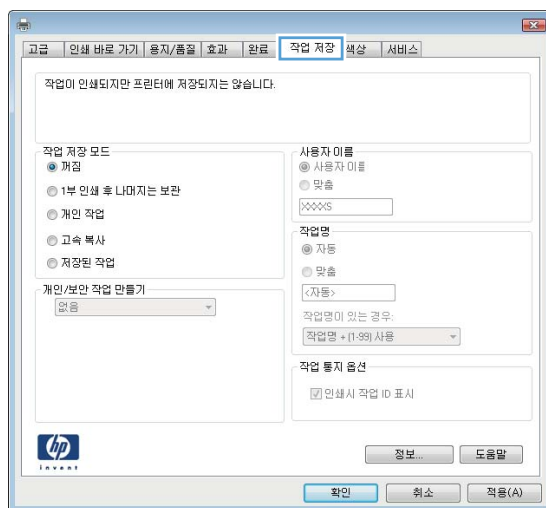 고급 인쇄 바로 가기 용지/품질 효과 완료 작업 저장 색상 서비스
작업이 인쇄되지만 프린터에 저장되지는 않습니다.
작업 저장 모드
꺼짐
1부 인쇄 후 나머지는 보관
개인 작업
고속 복사
저장된 작업
개인/보안 작업 만들기
없음
사용자 이름
사용자 이름
맞춤
XXXXS
작업명
자동
맞춤
<자동>
작업명이 있는 경우:
작업명 + (1-99) 사용
작업 통지 옵션
인쇄시 작업 ID 표시
hp
invent
정보... 도움말
확인 취소 적용(A)